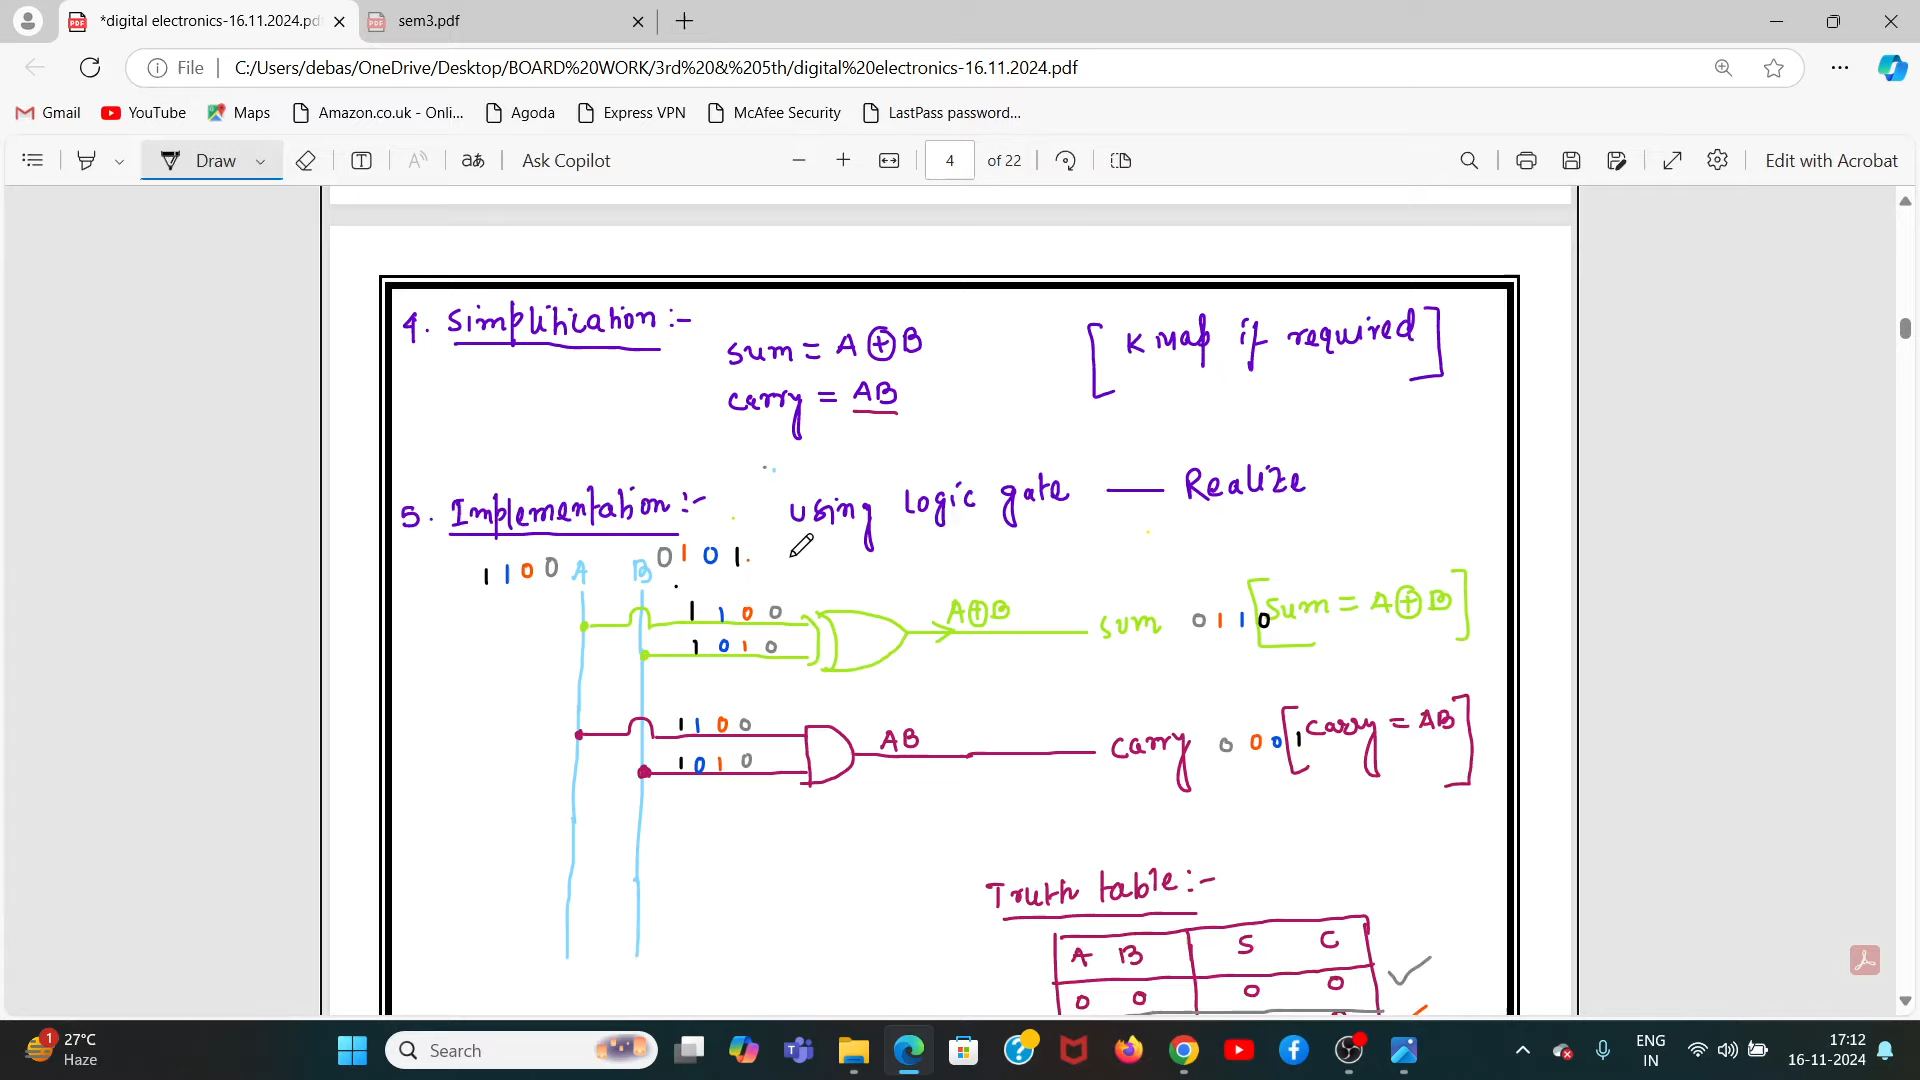 *digital electronics-16.11.2024.pdf
sem3.pdf
File
C:/Users/debas/OneDrive/Desktop/BOARD%20WORK/3rd%20&%205th/digital%20electronics-16.11.2024.pdf
Gmail YouTube Maps Amazon.co.uk - Onli... Agoda Express VPN McAfee Security LastPass password...
Draw aあ Ask Copilot 4 of 22 Edit with Acrobat
4. Simplification :-
sum = A ⊕ B
[K map if required]
carry = AB
5. Implementation :- using logic gate — Realize
1 1 0 0 A B 0 1 0 1
1 1 0 0 A⊕B sum 0 1 1 0 [Sum = A ⊕ B]
1 0 1 0
1 1 0 0 AB carry 0 0 0 1 [carry = AB]
1 0 1 0
Truth table :-
A B S C
0 0 0 0
1
27°C
Haze
Search
ENG
IN
17:12
16-11-2024